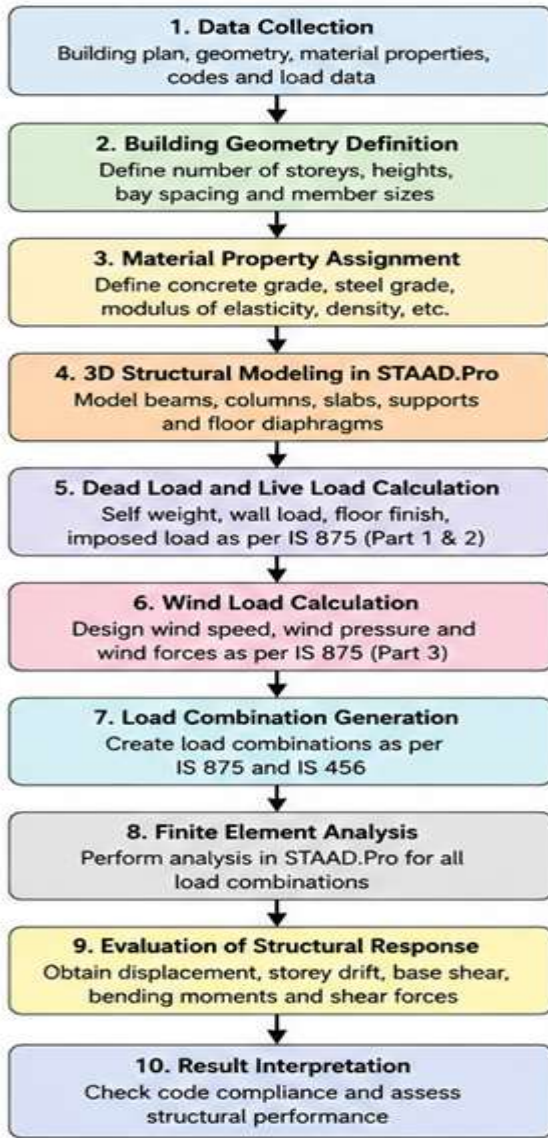 1. Data Collection
Building plan, geometry, material properties,
codes and load data
2. Building Geometry Definition
Define number of storeys, heights,
bay spacing and member sizes
3. Material Property Assignment
Define concrete grade, steel grade,
modulus of elasticity, density, etc.
4. 3D Structural Modeling in STAAD.Pro
Model beams, columns, slabs, supports
and floor diaphragms
5. Dead Load and Live Load Calculation
Self weight, wall load, floor finish,
imposed load as per IS 875 (Part 1 & 2)
6. Wind Load Calculation
Design wind speed, wind pressure and
wind forces as per IS 875 (Part 3)
7. Load Combination Generation
Create load combinations as per
IS 875 and IS 456
8. Finite Element Analysis
Perform analysis in STAAD.Pro for all
load combinations
9. Evaluation of Structural Response
Obtain displacement, storey drift, base shear,
bending moments and shear forces
10. Result Interpretation
Check code compliance and assess
structural performance